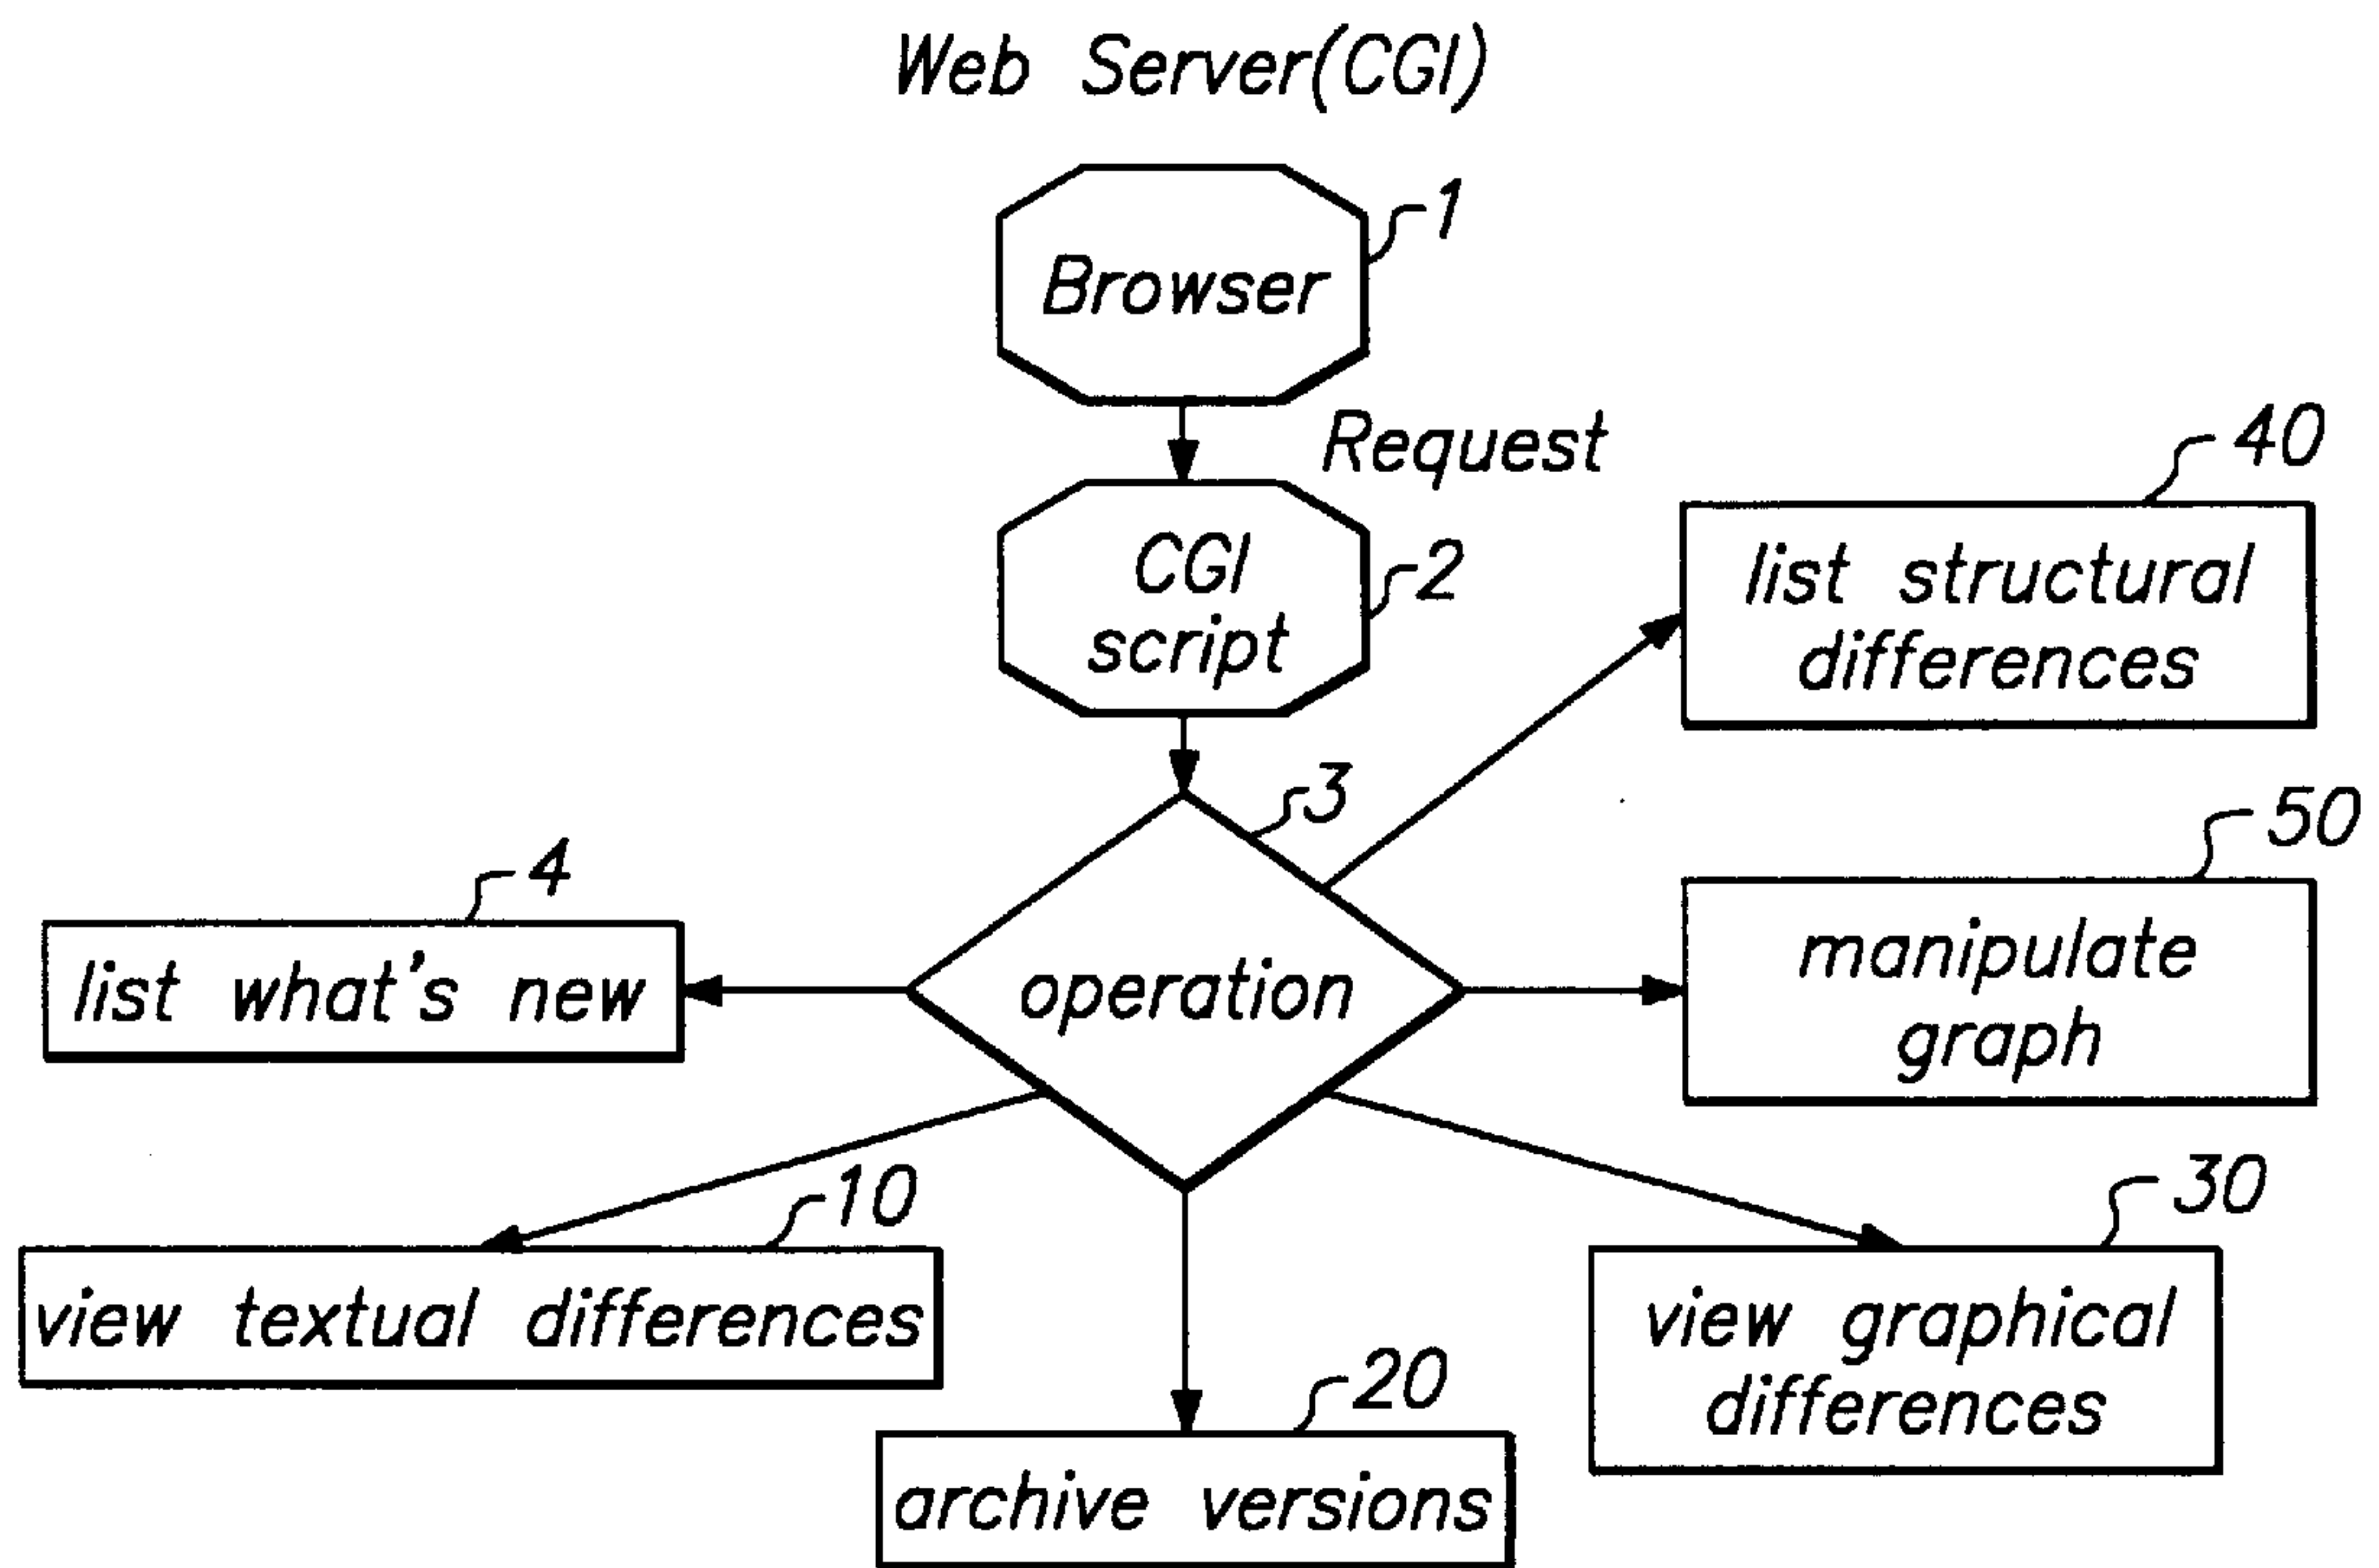 Web Server(CGI)
1
Browser
Request
40
CGI
script
2
list structural
differences
3
50
4
list what's new
operation
manipulate
graph
10
30
view textual differences
view graphical
differences
20
archive versions